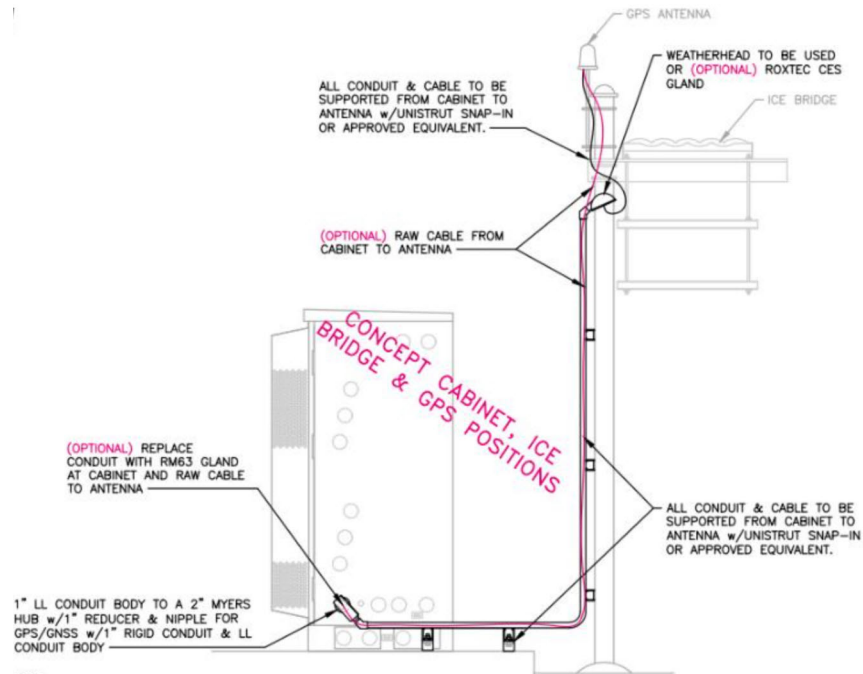 GPS ANTENNA
WEATHERHEAD TO BE USED
OR (OPTIONAL) ROXTEC CES
GLAND
ICE BRIDGE
ALL CONDUIT & CABLE TO BE
SUPPORTED FROM CABINET TO
ANTENNA w/UNISTRUT SNAP-IN
OR APPROVED EQUIVALENT.
(OPTIONAL) RAW CABLE FROM
CABINET TO ANTENNA
CONCEPT CABINET, ICE
BRIDGE & GPS POSITIONS
(OPTIONAL) REPLACE
CONDUIT WITH RM63 GLAND
AT CABINET AND RAW CABLE
TO ANTENNA
ALL CONDUIT & CABLE TO BE
SUPPORTED FROM CABINET TO
ANTENNA w/UNISTRUT SNAP-IN
OR APPROVED EQUIVALENT.
1" LL CONDUIT BODY TO A 2" MYERS
HUB w/1" REDUCER & NIPPLE FOR
GPS/GNSS w/1" RIGID CONDUIT & LL
CONDUIT BODY